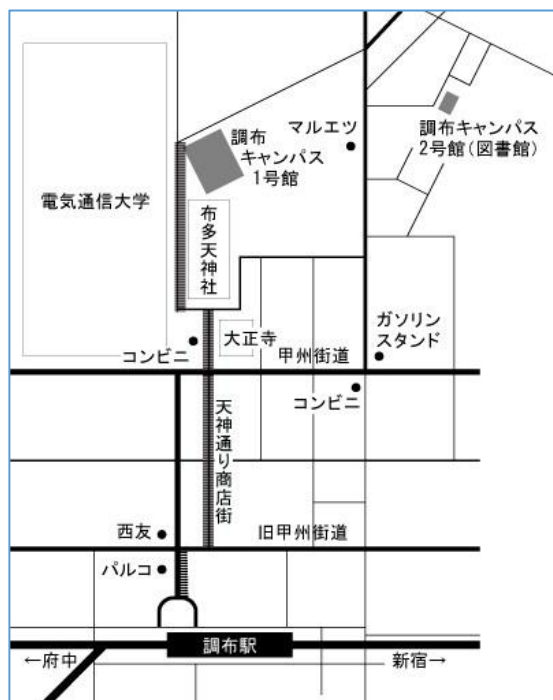 調布
キャンパス
1号館
マルエツ
調布キャンパス
2号館(図書館)
電気通信大学
布多天神社
大正寺
コンビニ
甲州街道
ガソリン
スタンド
コンビニ
天神通り商店街
西友
旧甲州街道
パルコ
調布駅
←府中
新宿→